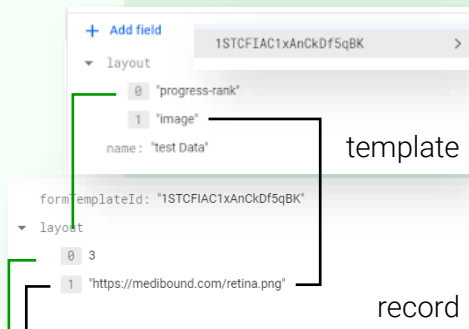 + Add field
1STCFIAC1xAnCkDf5qBK >
layout
0 "progress-rank"
1 "image"
name: "test Data"
template
formTemplateId: "1STCFIAC1xAnCkDf5qBK"
layout
0 3
1 "https://medibound.com/retina.png"
record